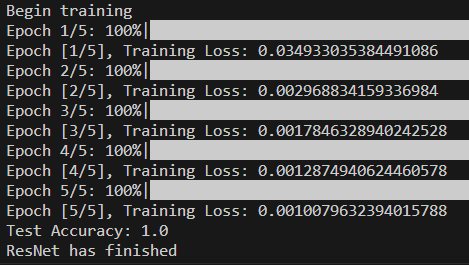 Begin training
Epoch 1/5: 100%|
Epoch [1/5], Training Loss: 0.034933035384491086
Epoch 2/5: 100%|
Epoch [2/5], Training Loss: 0.002968834159336984
Epoch 3/5: 100%|
Epoch [3/5], Training Loss: 0.0017846328940242528
Epoch 4/5: 100%|
Epoch [4/5], Training Loss: 0.0012874940624460578
Epoch 5/5: 100%|
Epoch [5/5], Training Loss: 0.0010079632394015788
Test Accuracy: 1.0
ResNet has finished